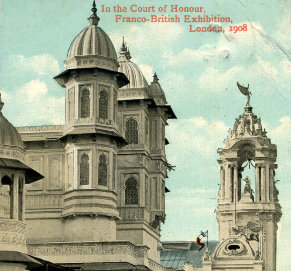 In the Court of Honour,
Franco-British Exhibition,
London, 1908